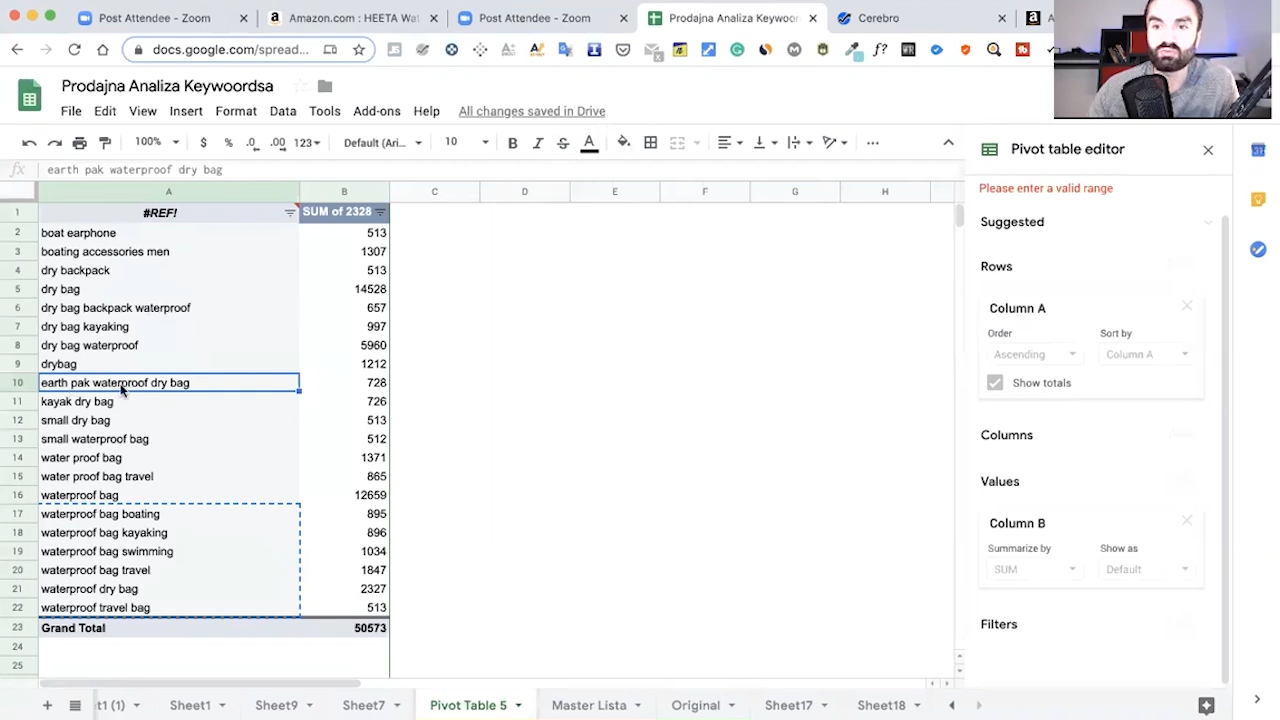 Post Attendee - Zoom
Amazon.com : HEETA Wat
Post Attendee - Zoom
Prodajna Analiza Keywoor
Cerebro
docs.google.com/spread...
Prodajna Analiza Keywoordsa
File Edit View Insert Format Data Tools Add-ons Help All changes saved in Drive
100% $ % .0 .00 123 Default (Ari... 10 B I S A
fx earth pak waterproof dry bag
A B C D E F G H
1 #REF! SUM of 2328
2 boat earphone 513
3 boating accessories men 1307
4 dry backpack 513
5 dry bag 14528
6 dry bag backpack waterproof 657
7 dry bag kayaking 997
8 dry bag waterproof 5960
9 drybag 1212
10 earth pak waterproof dry bag 728
11 kayak dry bag 726
12 small dry bag 513
13 small waterproof bag 512
14 water proof bag 1371
15 water proof bag travel 865
16 waterproof bag 12659
17 waterproof bag boating 895
18 waterproof bag kayaking 896
19 waterproof bag swimming 1034
20 waterproof bag travel 1847
21 waterproof dry bag 2327
22 waterproof travel bag 513
23 Grand Total 50573
24
25
Pivot table editor
Please enter a valid range
Suggested
Rows
Column A
Order Sort by
Ascending Column A
Show totals
Columns
Values
Column B
Summarize by Show as
SUM Default
Filters
t1 (1) Sheet1 Sheet9 Sheet7 Pivot Table 5 Master Lista Original Sheet17 Sheet18